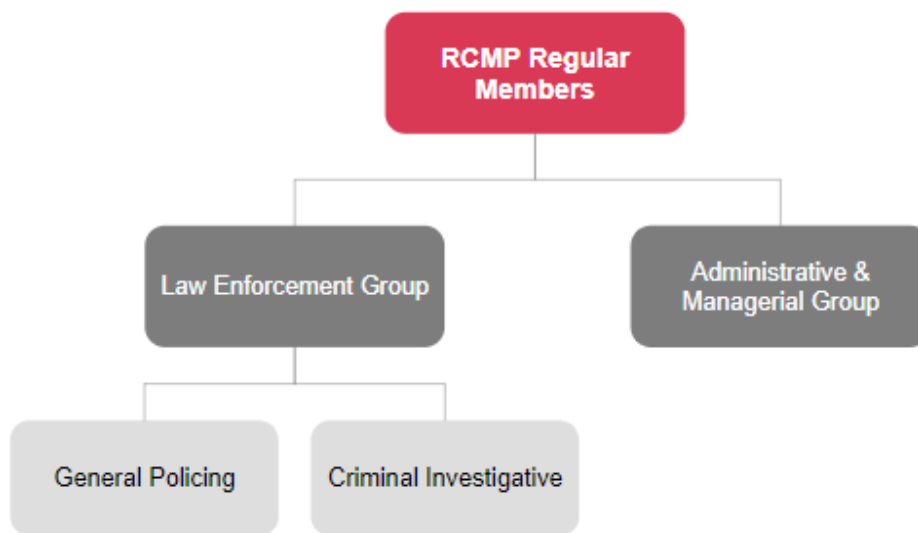 RCMP Regular
Members
Law Enforcement Group
Administrative &
Managerial Group
General Policing
Criminal Investigative